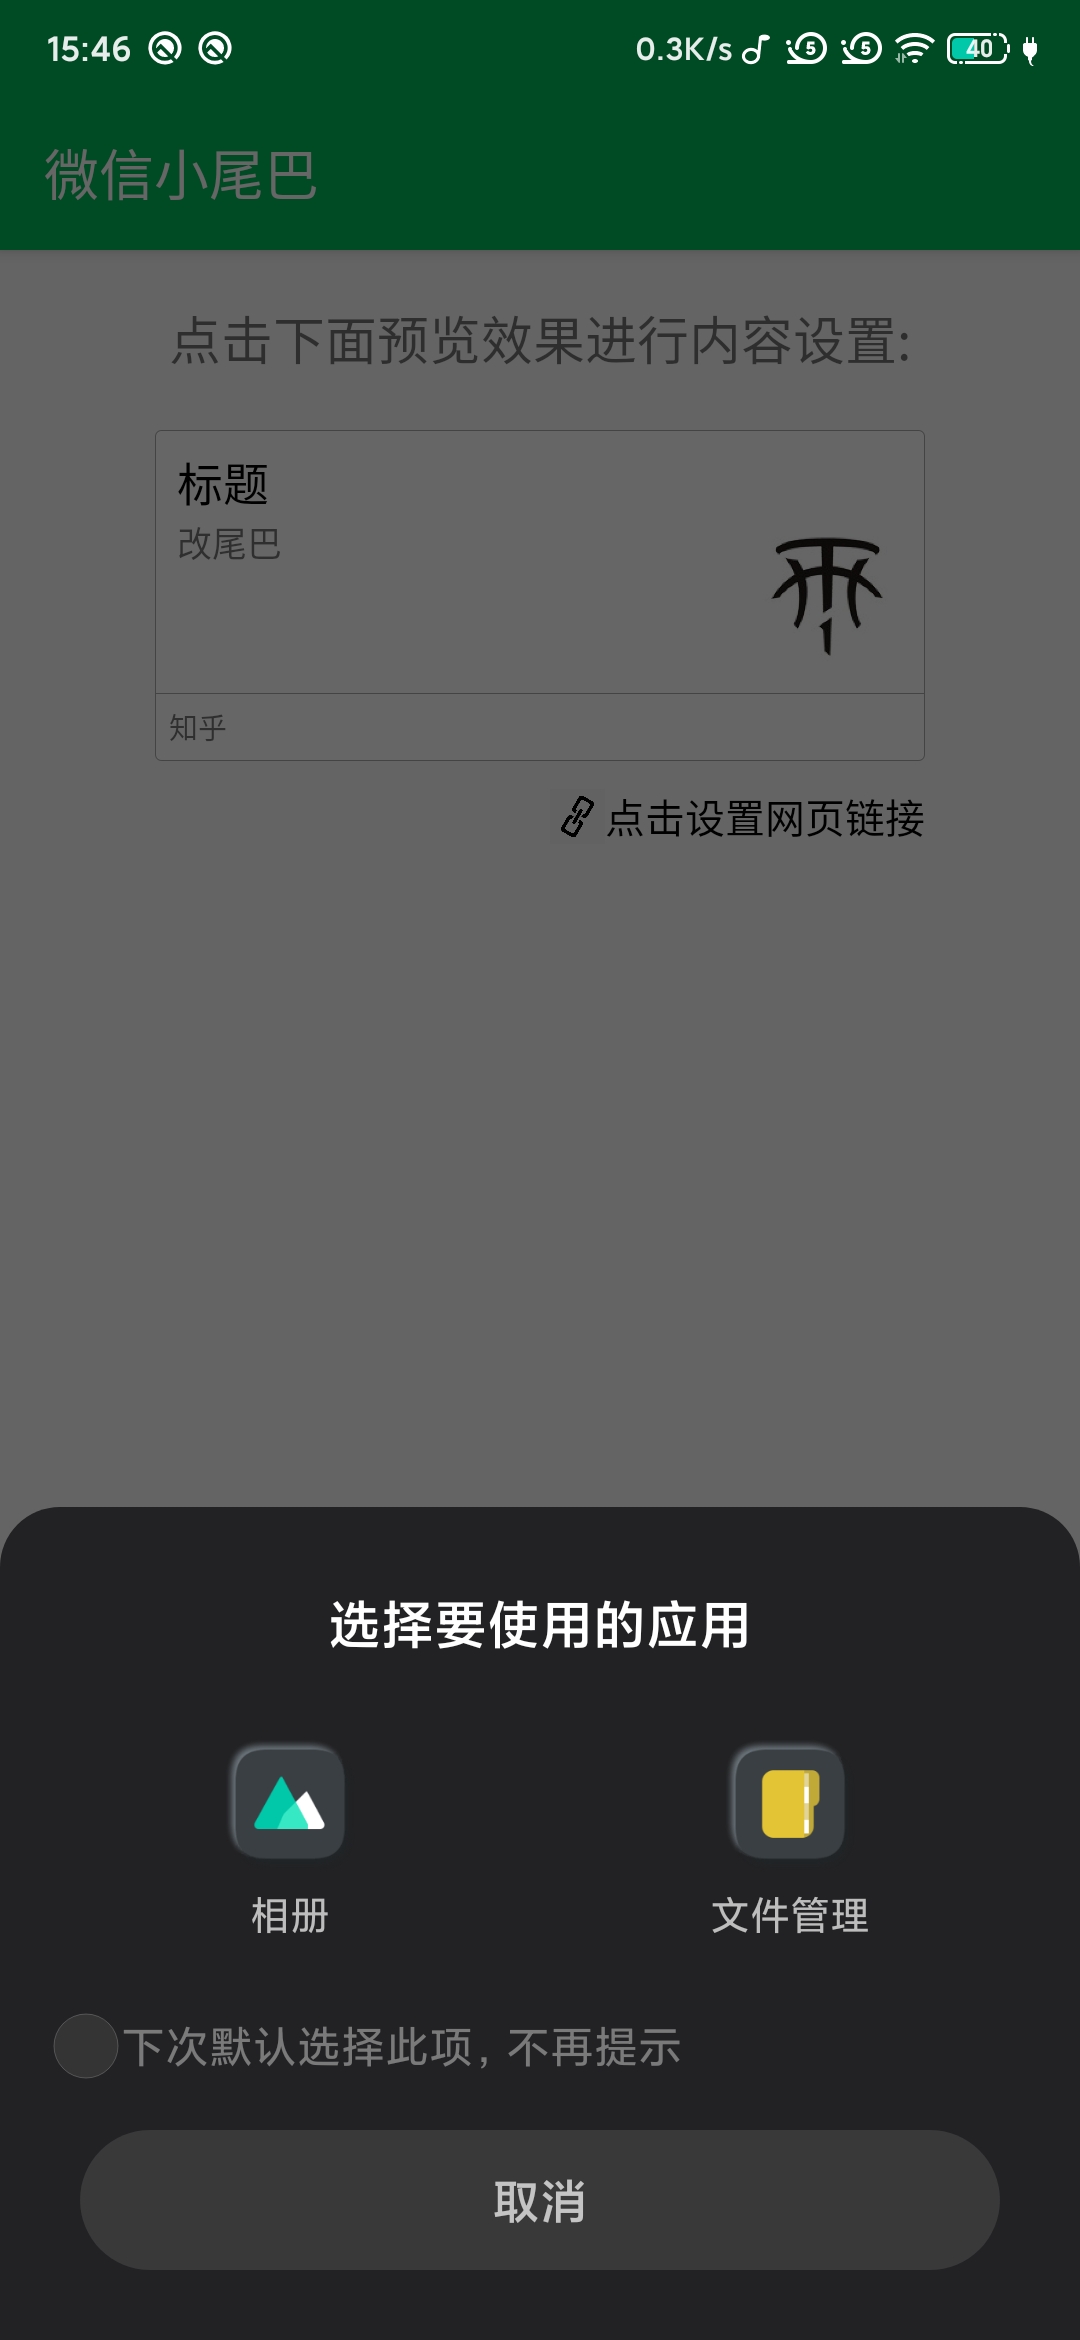 15:46 0.3K/s 5 5 40
微信小尾巴
点击下面预览效果进行内容设置:
标题
改尾巴
知乎
点击设置网页链接
选择要使用的应用
相册 文件管理
下次默认选择此项，不再提示
取消